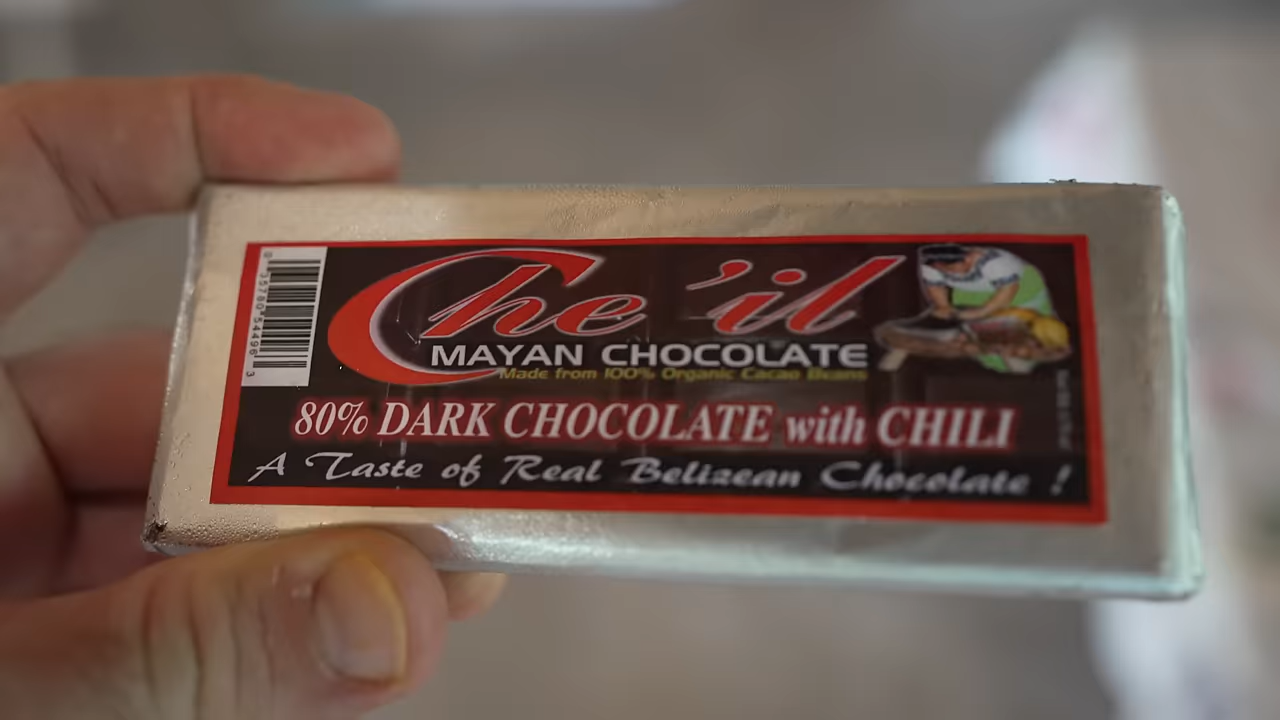 Che'il
MAYAN CHOCOLATE
Made from 100% Organic Cacao Beans
80% DARK CHOCOLATE with CHILI
A Taste of Real Belizean Chocolate !